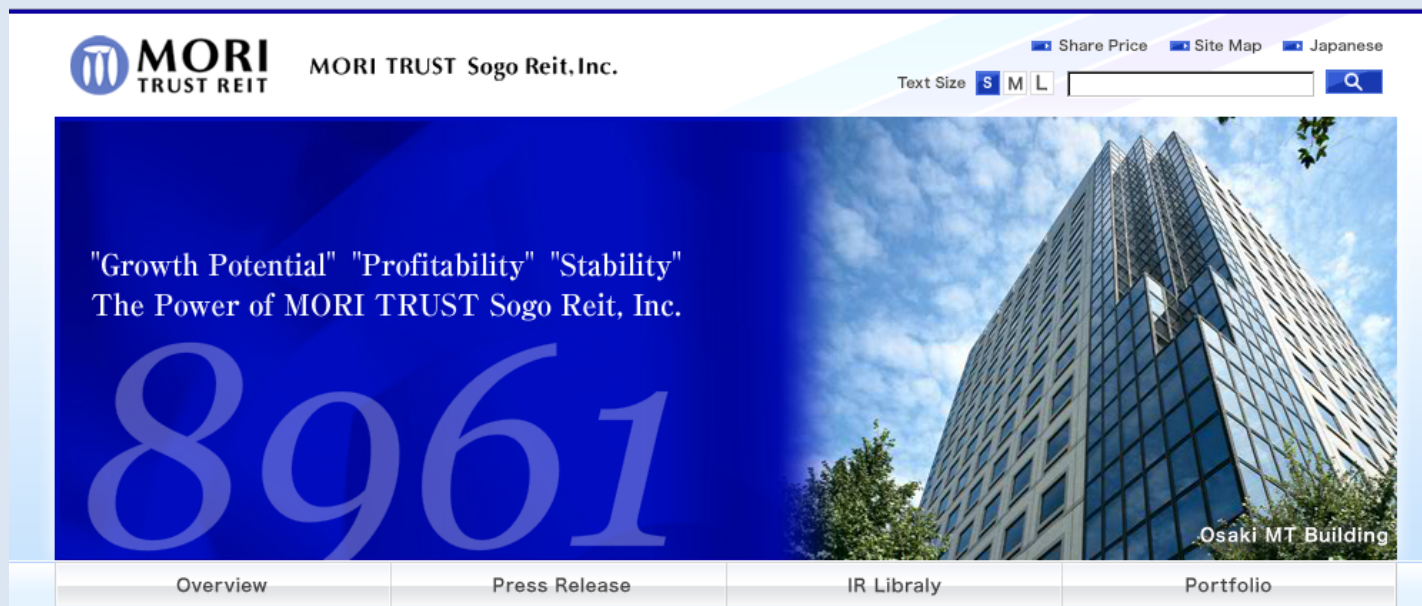 MORI
TRUST REIT
MORI TRUST Sogo Reit, Inc.
Share Price
Site Map
Japanese
Text Size S M L
"Growth Potential" "Profitability" "Stability"
The Power of MORI TRUST Sogo Reit, Inc.
8961
Osaki MT Building
Overview
Press Release
IR Libraly
Portfolio